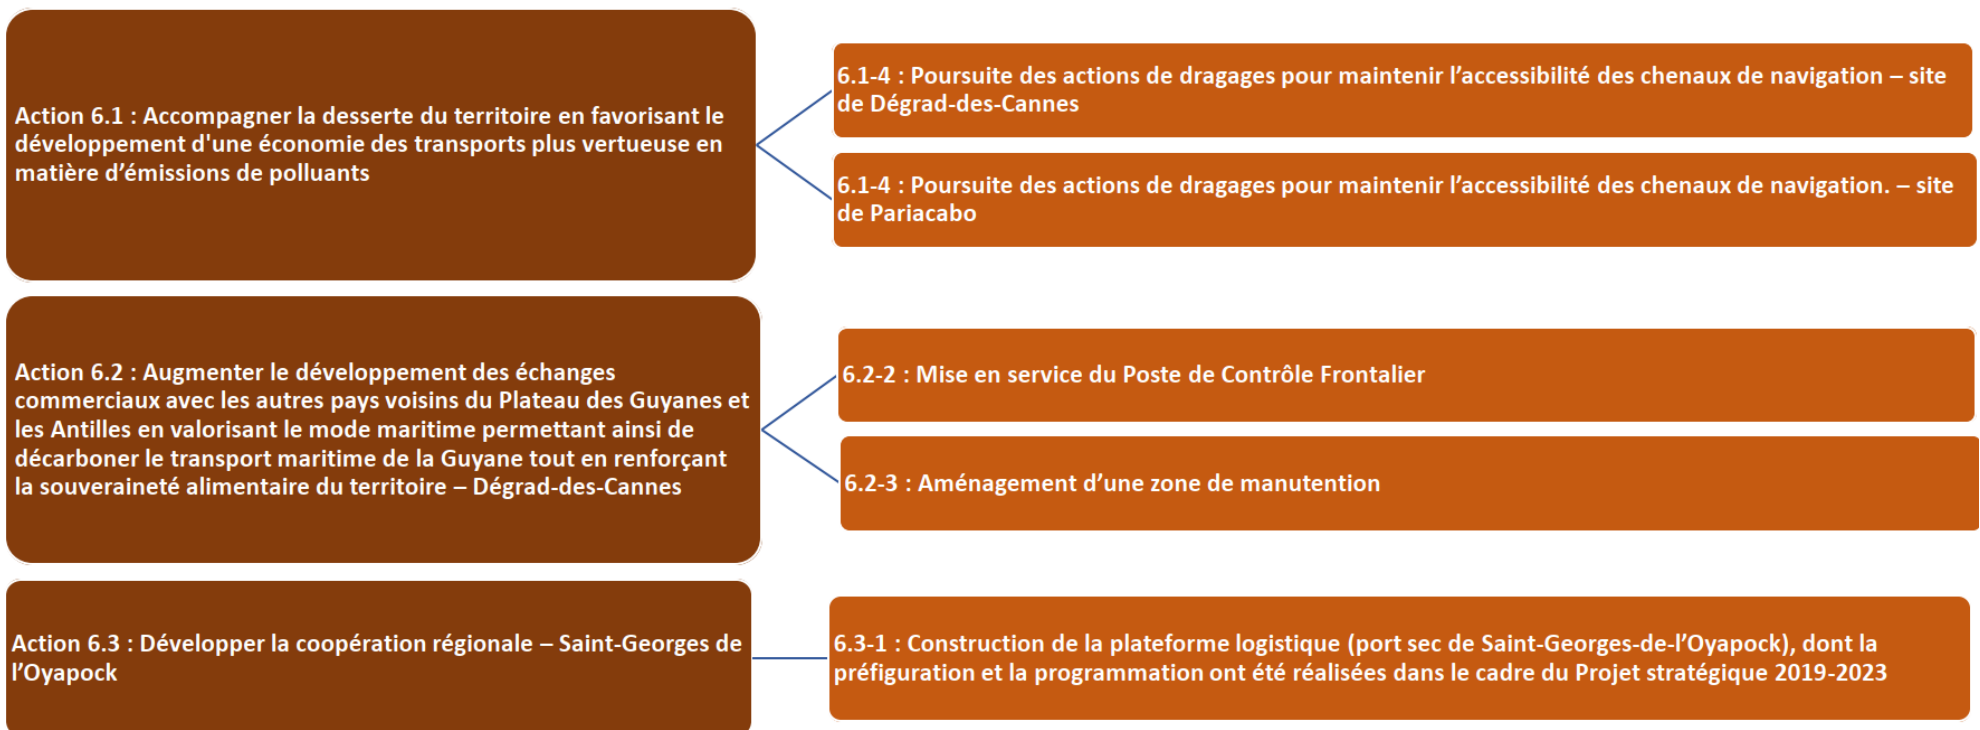 Action 6.1 : Accompagner la desserte du territoire en favorisant le
développement d'une économie des transports plus vertueuse en
matière d’émissions de polluants
6.1-4 : Poursuite des actions de dragages pour maintenir l’accessibilité des chenaux de navigation – site
de Dégrad-des-Cannes
6.1-4 : Poursuite des actions de dragages pour maintenir l’accessibilité des chenaux de navigation. – site
de Pariacabo
Action 6.2 : Augmenter le développement des échanges
commerciaux avec les autres pays voisins du Plateau des Guyanes et
les Antilles en valorisant le mode maritime permettant ainsi de
décarboner le transport maritime de la Guyane tout en renforçant
la souveraineté alimentaire du territoire – Dégrad-des-Cannes
6.2-2 : Mise en service du Poste de Contrôle Frontalier
6.2-3 : Aménagement d’une zone de manutention
Action 6.3 : Développer la coopération régionale – Saint-Georges de
l’Oyapock
6.3-1 : Construction de la plateforme logistique (port sec de Saint-Georges-de-l’Oyapock), dont la
préfiguration et la programmation ont été réalisées dans le cadre du Projet stratégique 2019-2023